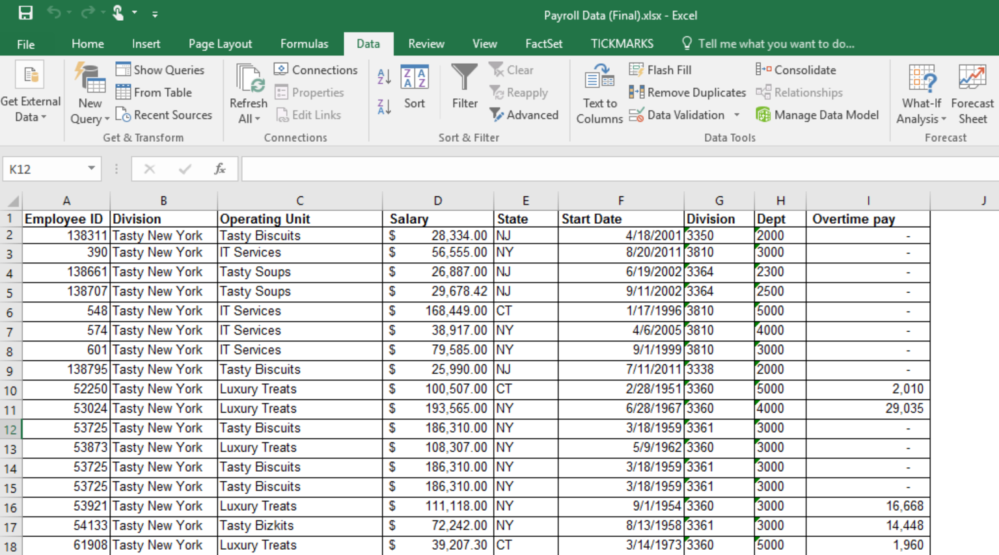 Payroll Data (Final).xlsx - Excel
File Home Insert Page Layout Formulas Data Review View FactSet TICKMARKS Tell me what you want to do...
Get External Data
New Query
Show Queries
From Table
Recent Sources
Get & Transform
Refresh All
Connections
Properties
Edit Links
Connections
A Z
Z A
Z A A Z
Sort
Filter
Clear
Reapply
Advanced
Sort & Filter
Text to Columns
Flash Fill
Remove Duplicates
Data Validation
Consolidate
Relationships
Manage Data Model
Data Tools
What-If Analysis
Forecast Sheet
Forecast
K12 fx
A B C D E F G H I J
1 Employee ID Division Operating Unit Salary State Start Date Division Dept Overtime pay
2 138311 Tasty New York Tasty Biscuits $ 28,334.00 NJ 4/18/2001 3350 2000 -
3 390 Tasty New York IT Services $ 56,555.00 NY 8/20/2011 3810 3000 -
4 138661 Tasty New York Tasty Soups $ 26,887.00 NJ 6/19/2002 3364 2300 -
5 138707 Tasty New York Tasty Soups $ 29,678.42 NJ 9/11/2002 3364 2500 -
6 548 Tasty New York IT Services $ 168,449.00 CT 1/17/1996 3810 5000 -
7 574 Tasty New York IT Services $ 38,917.00 NY 4/6/2005 3810 4000 -
8 601 Tasty New York IT Services $ 79,585.00 NY 9/1/1999 3810 3000 -
9 138795 Tasty New York Tasty Biscuits $ 25,990.00 NJ 7/11/2011 3338 2000 -
10 52250 Tasty New York Luxury Treats $ 100,507.00 CT 2/28/1951 3360 5000 2,010
11 53024 Tasty New York Luxury Treats $ 193,565.00 NY 6/28/1967 3360 4000 29,035
12 53725 Tasty New York Tasty Biscuits $ 186,310.00 NY 3/18/1959 3361 3000 -
13 53873 Tasty New York Luxury Treats $ 108,307.00 NY 5/9/1962 3360 3000 -
14 53725 Tasty New York Tasty Biscuits $ 186,310.00 NY 3/18/1959 3361 3000 -
15 53725 Tasty New York Tasty Biscuits $ 186,310.00 NY 3/18/1959 3361 3000 -
16 53921 Tasty New York Luxury Treats $ 111,118.00 NY 9/1/1954 3360 3000 16,668
17 54133 Tasty New York Tasty Bizkits $ 72,242.00 NY 8/13/1958 3361 3000 14,448
18 61908 Tasty New York Luxury Treats $ 39,207.30 CT 3/14/1973 3360 5000 1,960